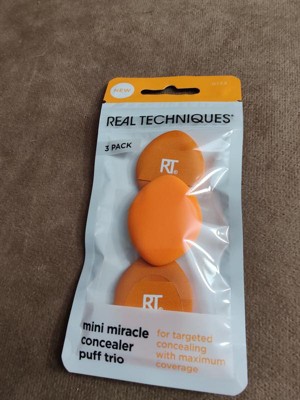 NEW
REAL TECHNIQUES®
3 PACK
RT®
RT
mini miracle
concealer
puff trio
for targeted
concealing
with maximum
coverage